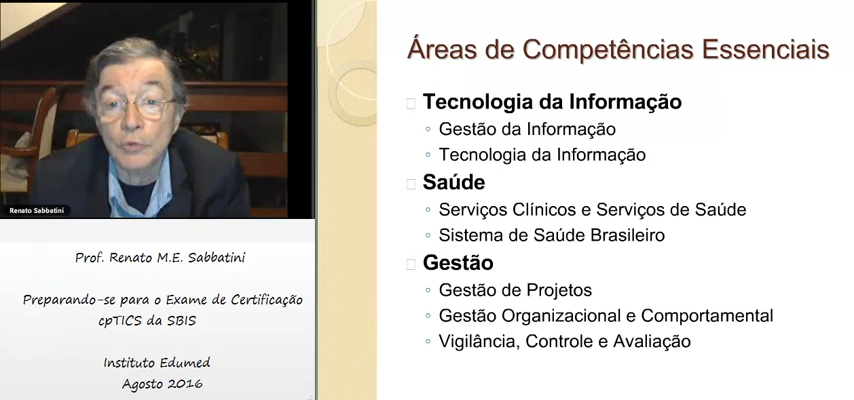 Renato Sabbatini
Prof. Renato M.E. Sabbatini
Preparando-se para o Exame de Certificação
cpTICS da SBIS
Instituto Edumed
Agosto 2016
Áreas de Competências Essenciais
Tecnologia da Informação
Gestão da Informação
Tecnologia da Informação
Saúde
Serviços Clínicos e Serviços de Saúde
Sistema de Saúde Brasileiro
Gestão
Gestão de Projetos
Gestão Organizacional e Comportamental
Vigilância, Controle e Avaliação